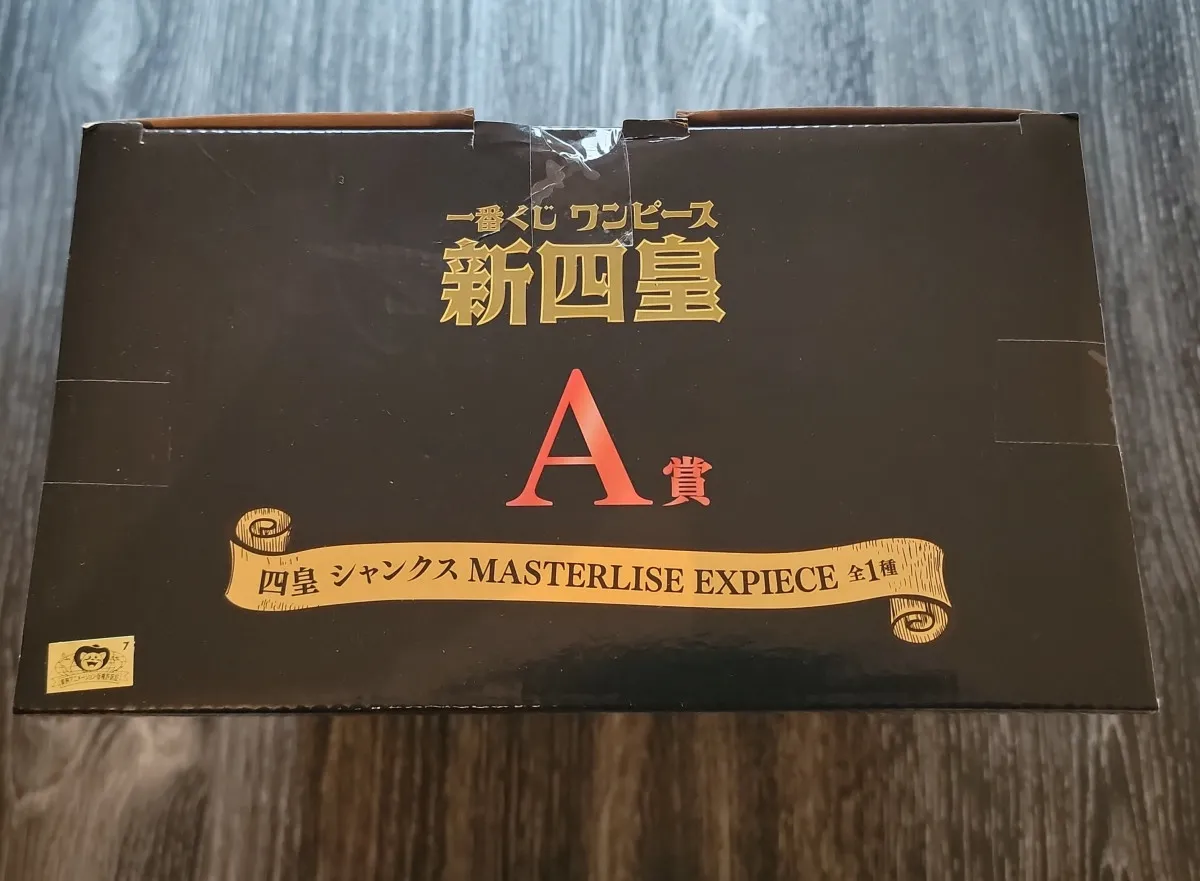 一番くじ ワンピース
新四皇
A賞
四皇 シャンクス MASTERLISE EXPIECE 全1種
7